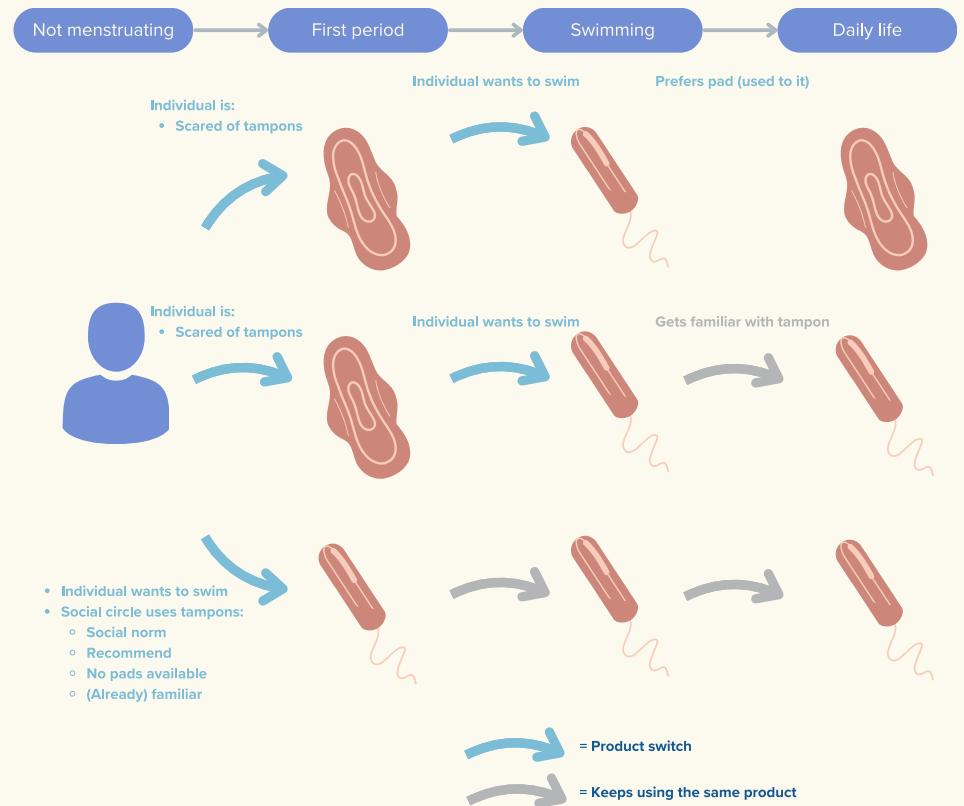 Not menstruating
First period
Swimming
Daily life
Individual wants to swim
Prefers pad (used to it)
Individual is:
• Scared of tampons
Individual is:
• Scared of tampons
Individual wants to swim
Gets familiar with tampon
• Individual wants to swim
• Social circle uses tampons:
◦ Social norm
◦ Recommend
◦ No pads available
◦ (Already) familiar
= Product switch
= Keeps using the same product